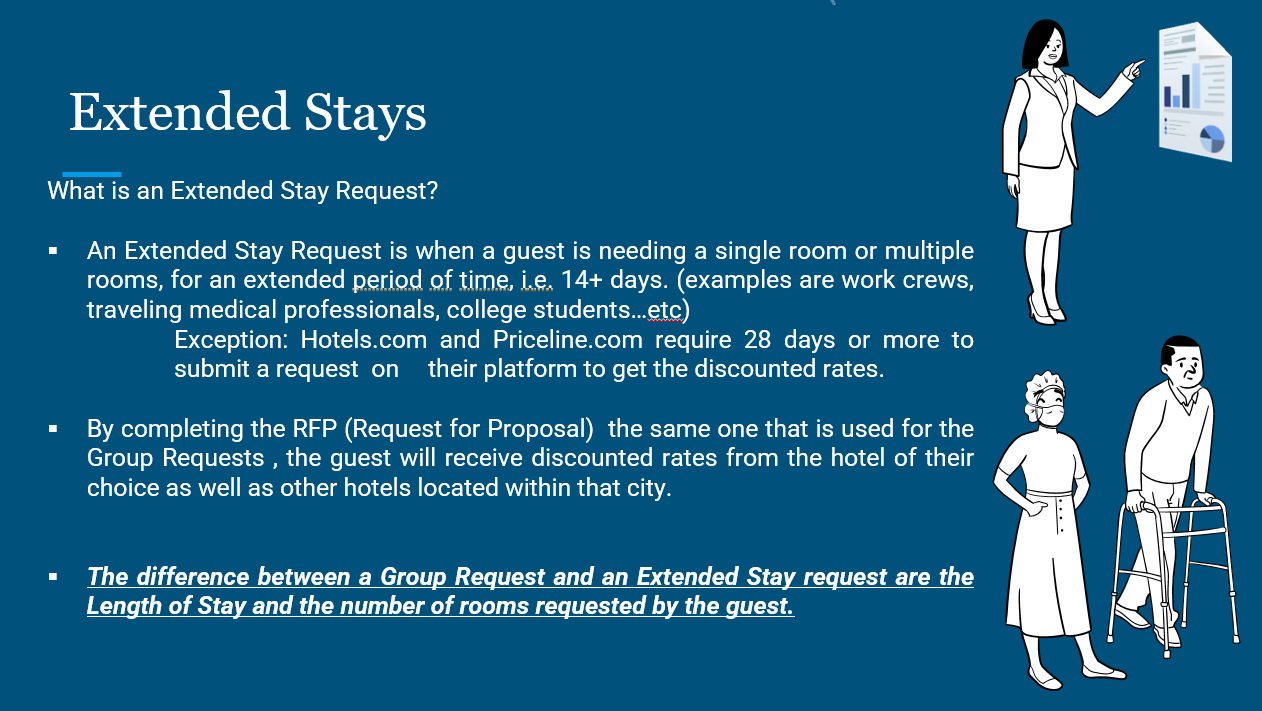 Extended Stays
What is an Extended Stay Request?
▪ An Extended Stay Request is when a guest is needing a single room or multiple
rooms, for an extended period of time, i.e. 14+ days. (examples are work crews,
traveling medical professionals, college students...etc)
Exception: Hotels.com and Priceline.com require 28 days or more to
submit a request on their platform to get the discounted rates.
▪ By completing the RFP (Request for Proposal) the same one that is used for the
Group Requests , the guest will receive discounted rates from the hotel of their
choice as well as other hotels located within that city.
▪ The difference between a Group Request and an Extended Stay request are the
Length of Stay and the number of rooms requested by the guest.